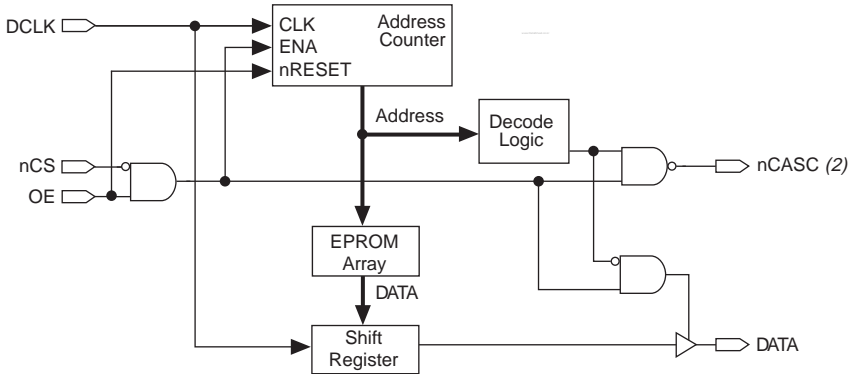 DCLK
CLK
ENA
nRESET
Address
Counter
Address
Decode
Logic
nCS
OE
nCASC (2)
EPROM
Array
DATA
Shift
Register
DATA